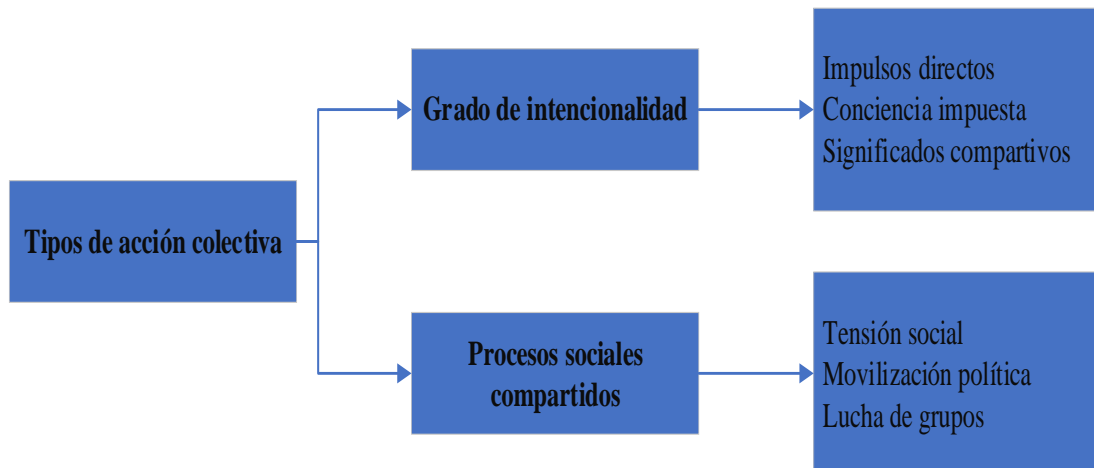 Tipos de acción colectiva
Grado de intencionalidad
Impulsos directos
Conciencia impuesta
Significados compartivos
Procesos sociales
compartidos
Tensión social
Movilización política
Lucha de grupos